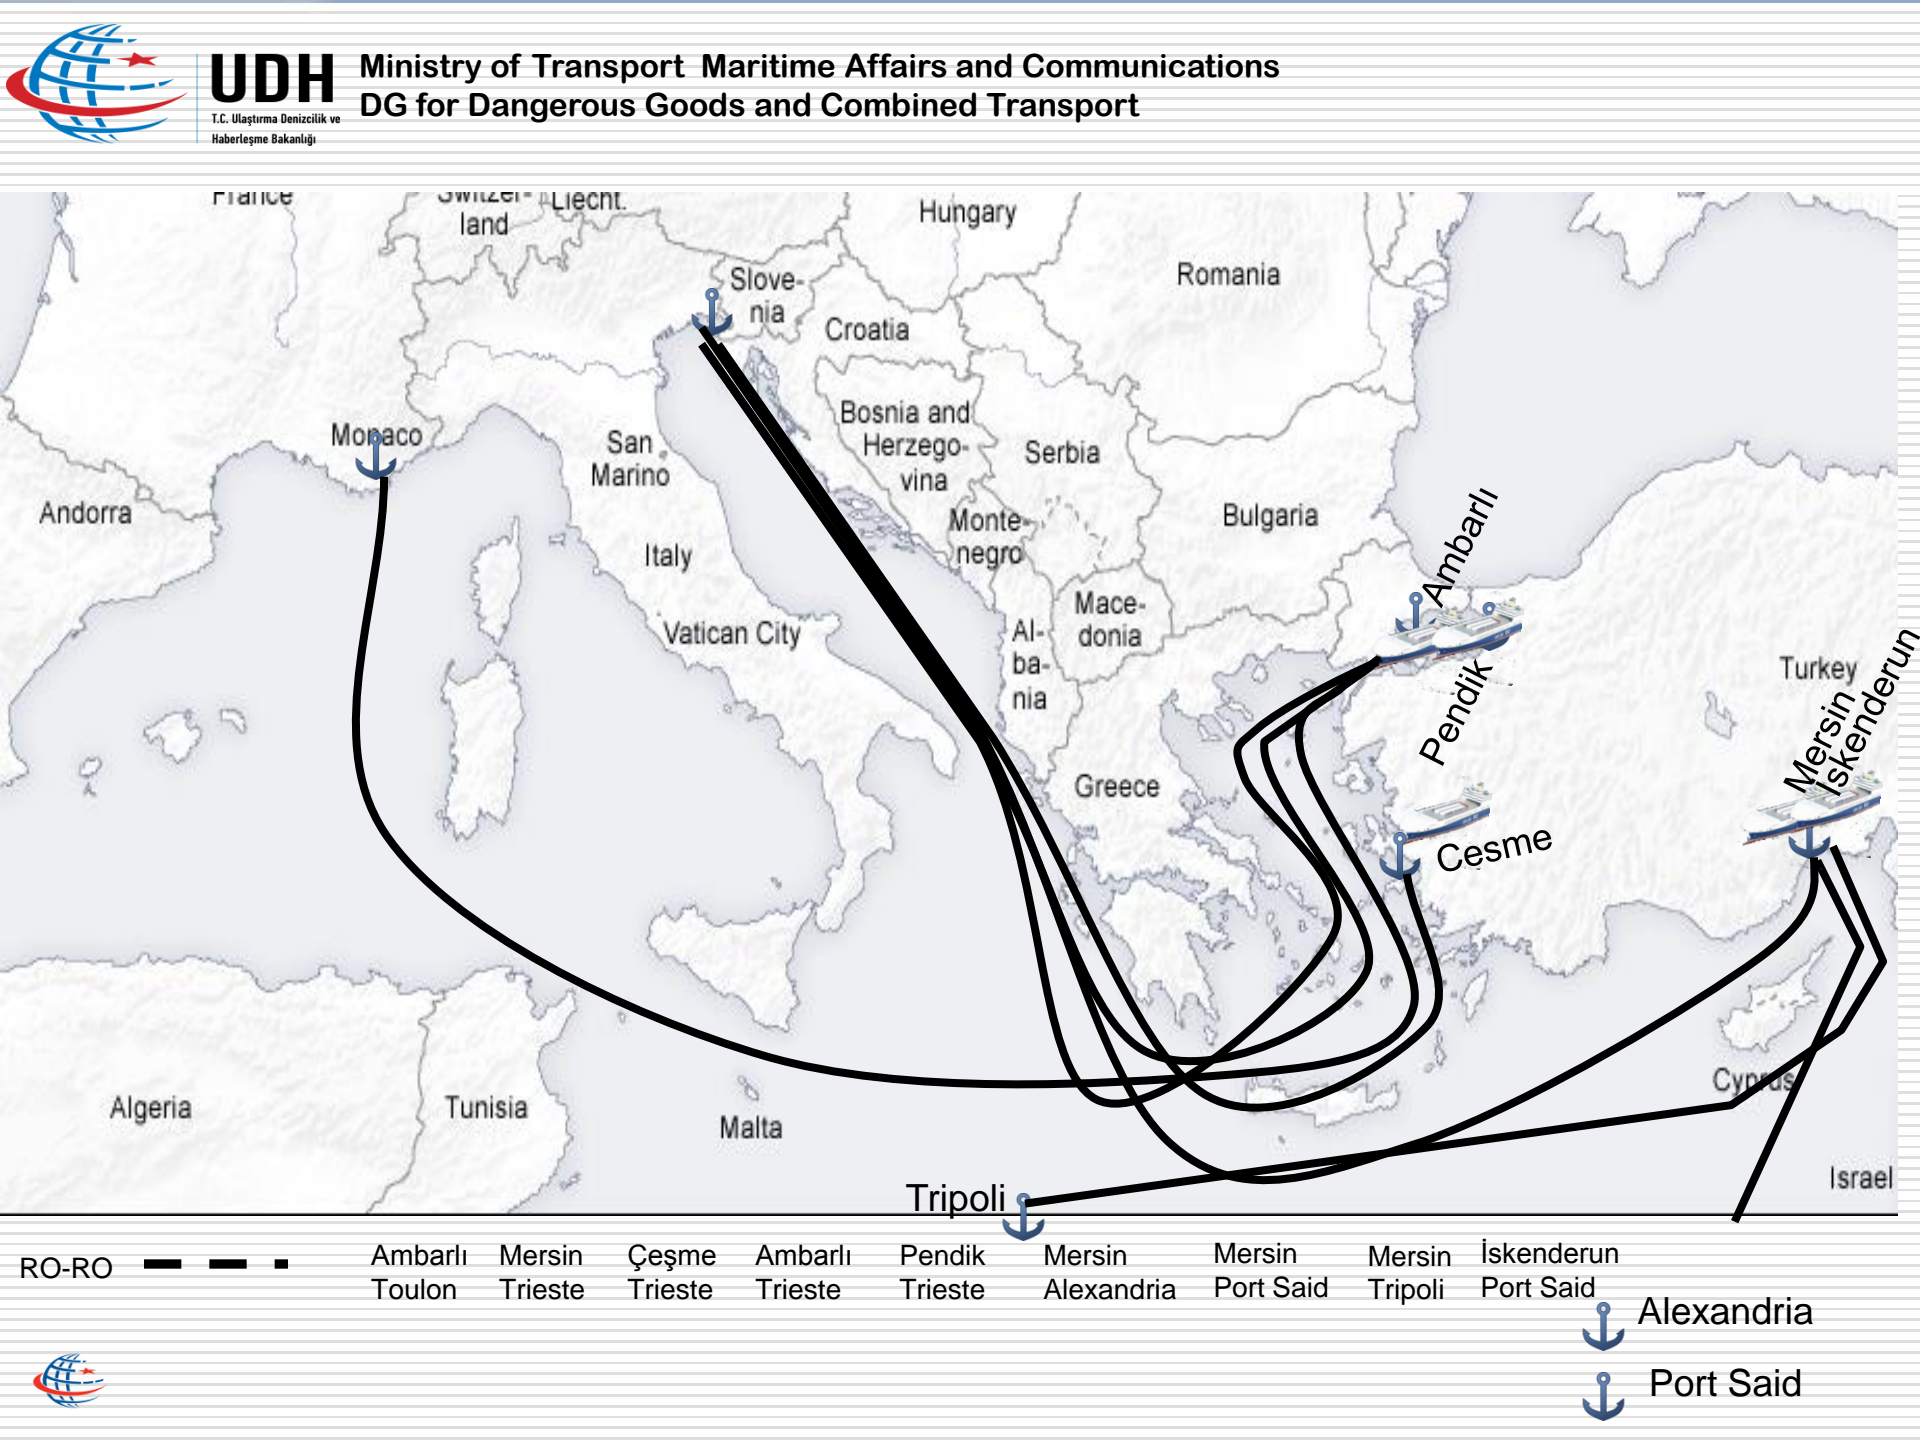 UDH
T.C. Ulaştırma Denizcilik ve
Haberleşme Bakanlığı
Ministry of Transport  Maritime Affairs and Communications
DG for Dangerous Goods and Combined Transport
France
Switzer-
land
Liecht.
Hungary
Slove-
nia
Romania
Croatia
Monaco
San
Marino
Bosnia and
Herzego-
vina
Serbia
Andorra
Monte-
negro
Bulgaria
Italy
Ambarlı
Mace-
donia
Vatican City
Al-
ba-
nia
Turkey
Pendik
Mersin
İskenderun
Greece
Cesme
Algeria
Tunisia
Malta
Cyprus
Israel
Tripoli
RO-RO
Ambarlı
Toulon
Mersin
Trieste
Çeşme
Trieste
Ambarlı
Trieste
Pendik
Trieste
Mersin
Alexandria
Mersin
Port Said
Mersin
Tripoli
İskenderun
Port Said
Alexandria
Port Said